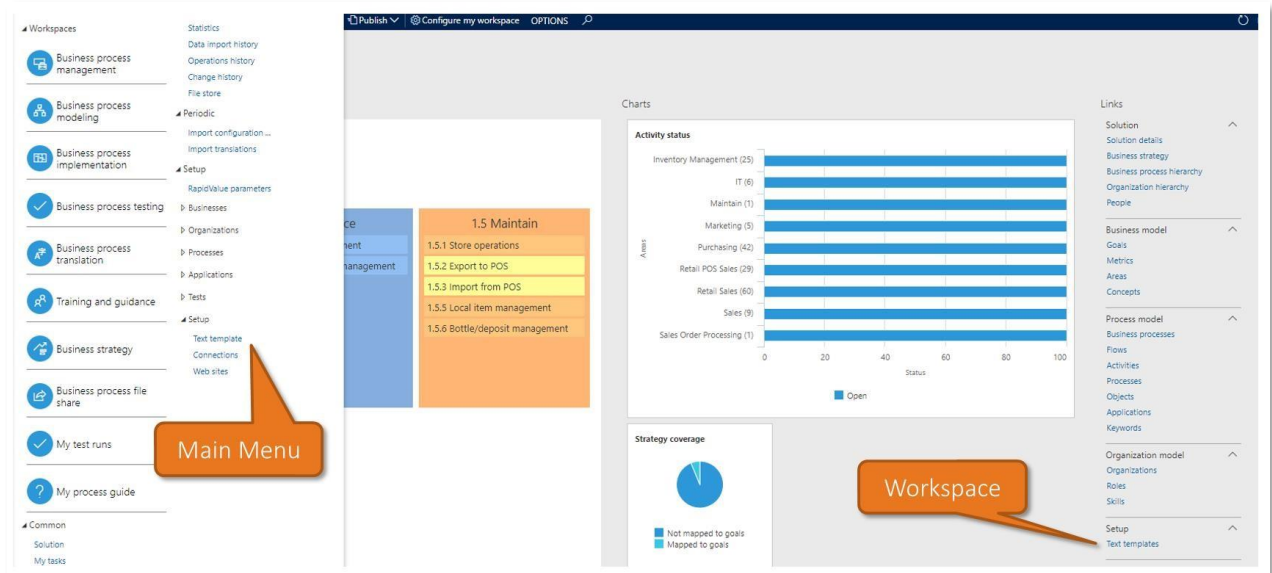 Publish
Configure my workspace
OPTIONS
Workspaces
Business process
management
Business process
modeling
Business process
implementation
Business process testing
Business process
translation
Training and guidance
Business strategy
Business process file
share
My test runs
My process guide
Common
Solution
My tasks
Statistics
Data import history
Operations history
Change history
File store
Periodic
Import configuration ...
Import translations
Setup
RapidValue parameters
Businesses
Organizations
Processes
Applications
Tests
Setup
Text template
Connections
Web sites
Main Menu
ce
ment
management
1.5 Maintain
1.5.1 Store operations
1.5.2 Export to POS
1.5.3 Import from POS
1.5.5 Local item management
1.5.6 Bottle/deposit management
Charts
Activity status
Areas
Inventory Management (25)
IT (6)
Maintain (1)
Marketing (5)
Purchasing (42)
Retail POS Sales (29)
Retail Sales (60)
Sales (9)
Sales Order Processing (1)
0 20 40 60 80 100
Status
Open
Strategy coverage
Not mapped to goals
Mapped to goals
Workspace
Links
Solution
Solution details
Business strategy
Business process hierarchy
Organization hierarchy
People
Business model
Goals
Metrics
Areas
Concepts
Process model
Business processes
Flows
Activities
Processes
Objects
Applications
Keywords
Organization model
Organizations
Roles
Skills
Setup
Text templates